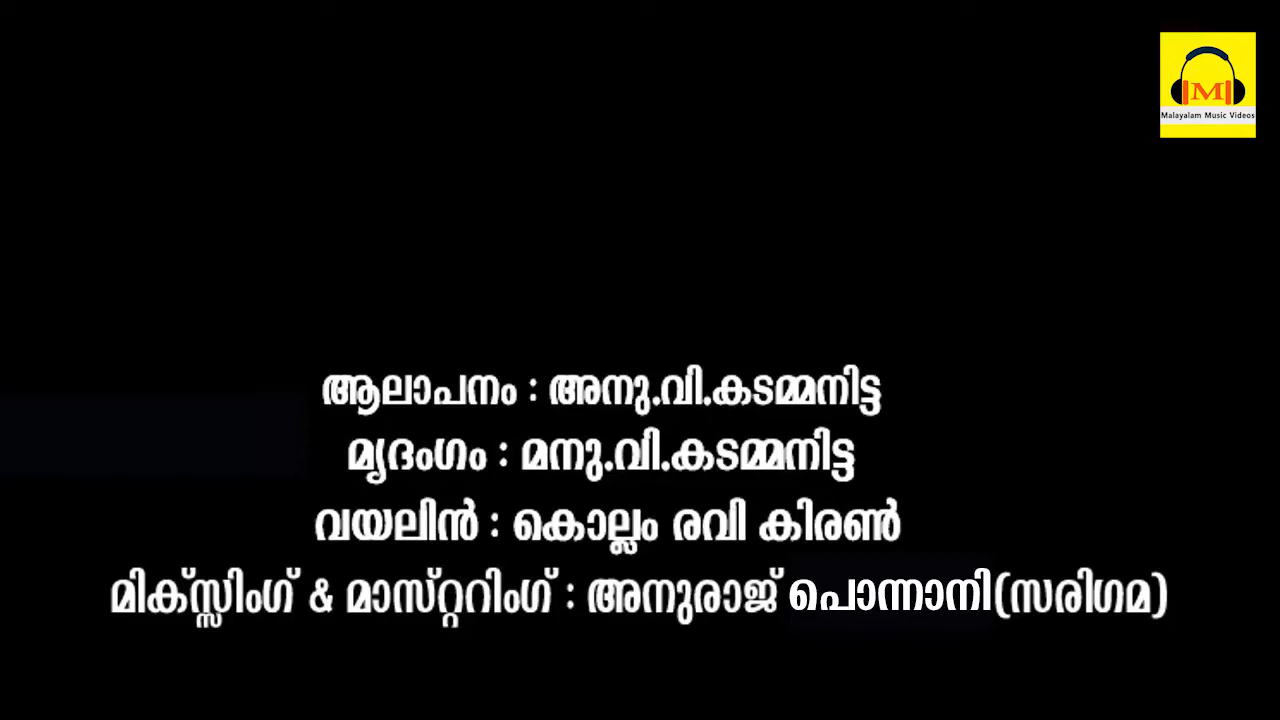 M
Malayalam Music Videos
ആലാപനം : അനു.വി.കടമ്മനിട്ട
മൃദംഗം : മനു.വി.കടമ്മനിട്ട
വയലിൻ : കൊല്ലം രവി കിരൺ
മിക്സ്സിംഗ് & മാസ്റ്ററിംഗ് : അനുരാജ് പൊന്നാനി(സരിഗമ)